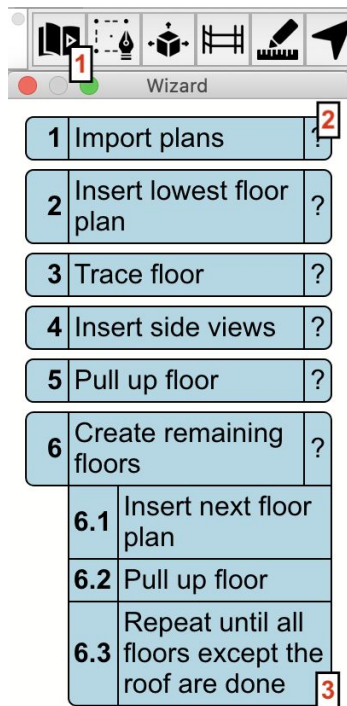 1
Wizard
2
1 Import plans ?
2 Insert lowest floor plan ?
3 Trace floor ?
4 Insert side views ?
5 Pull up floor ?
6 Create remaining floors ?
6.1 Insert next floor plan
6.2 Pull up floor
6.3 Repeat until all floors except the roof are done
3